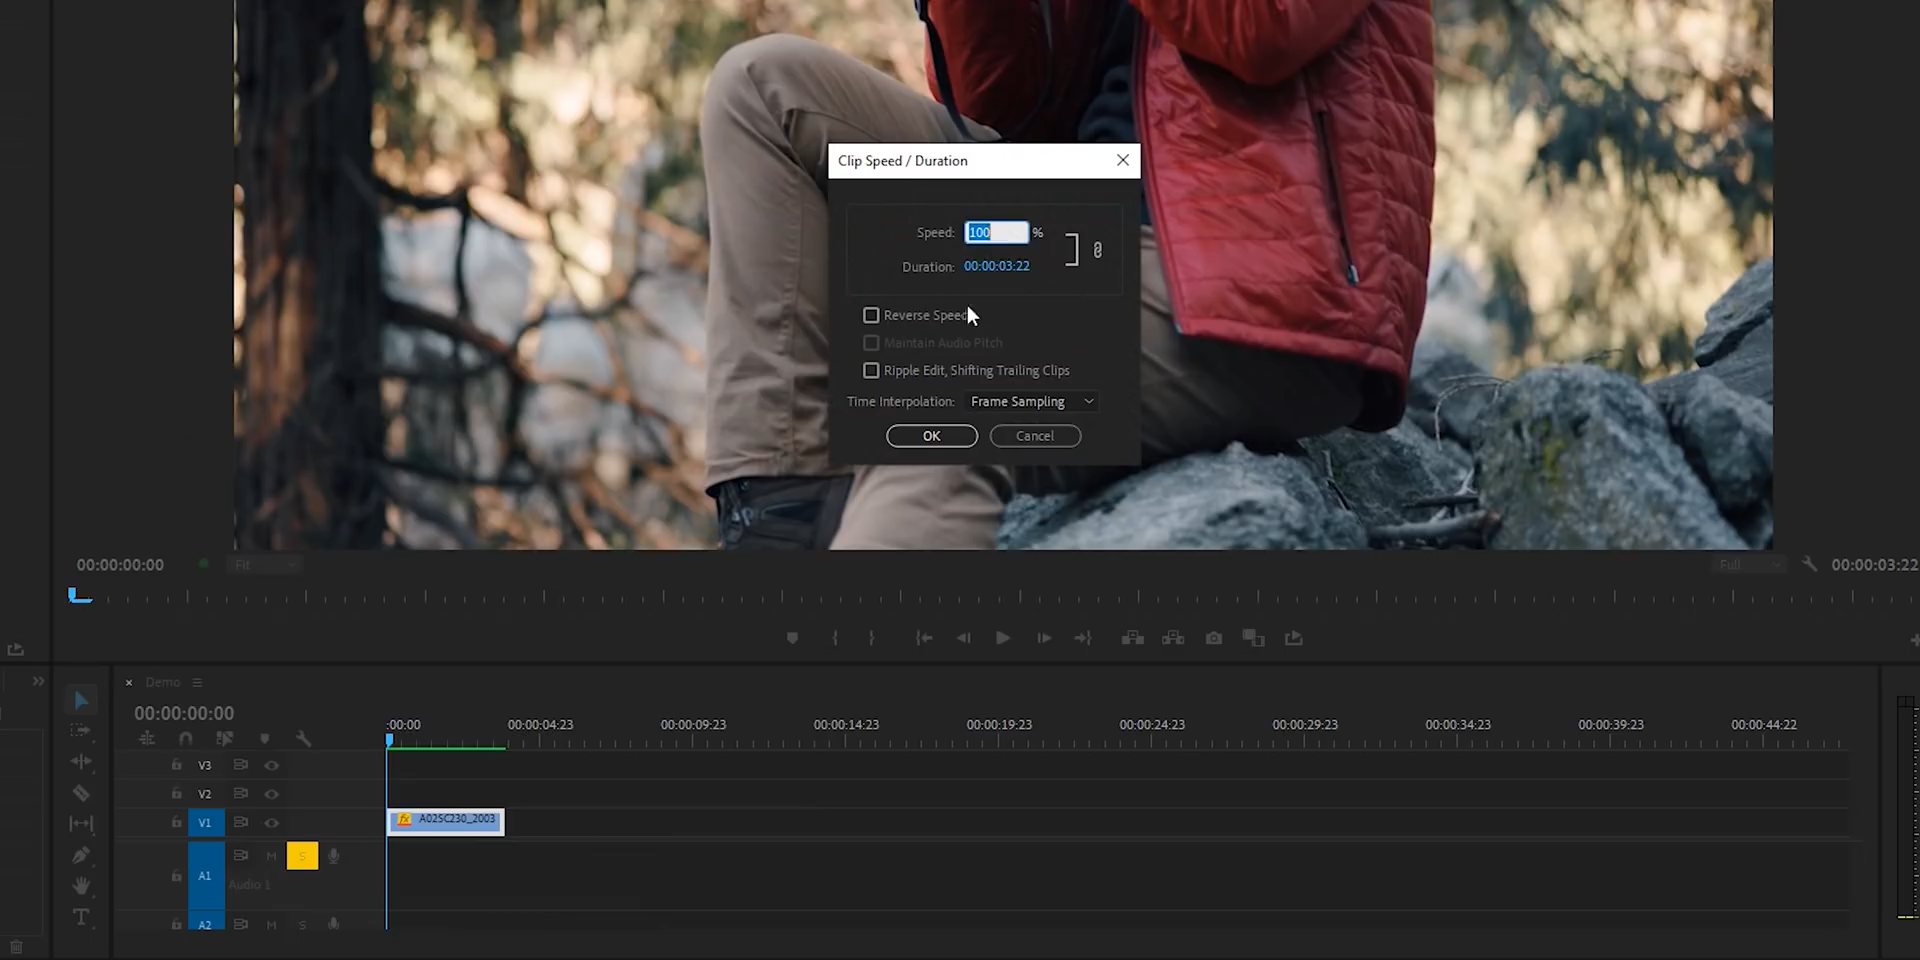 Clip Speed / Duration
Speed: 100 %
Duration: 00:00:03:22
Reverse Speed
Maintain Audio Pitch
Ripple Edit, Shifting Trailing Clips
Time Interpolation: Frame Sampling
OK Cancel
00:00:00:00 Fit Full 00:00:03:22
Demo
00:00:00:00
:00:00 00:00:04:23 00:00:09:23 00:00:14:23 00:00:19:23 00:00:24:23 00:00:29:23 00:00:34:23 00:00:39:23 00:00:44:22
V3
V2
V1 fx A025C230_2003
M S
A1
Audio 1
A2 M S